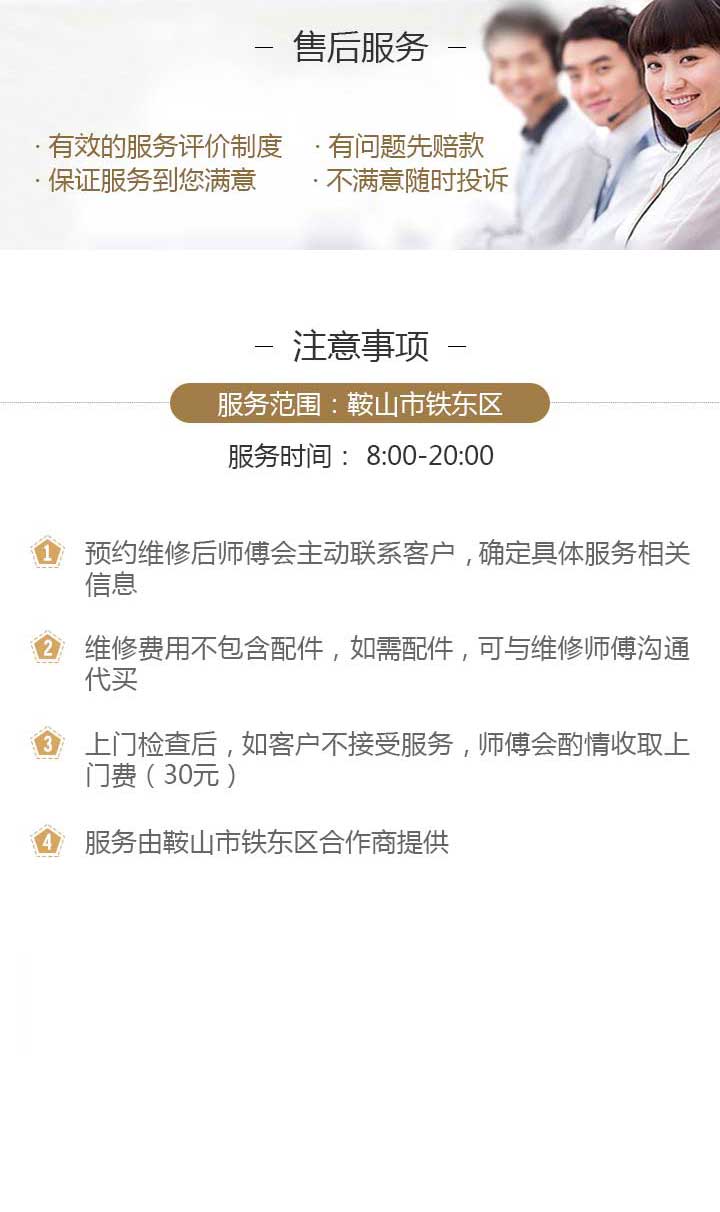 – 售后服务 –
· 有效的服务评价制度 · 有问题先赔款
· 保证服务到您满意 · 不满意随时投诉
– 注意事项 –
服务范围：鞍山市铁东区
服务时间： 8:00-20:00
1 预约维修后师傅会主动联系客户，确定具体服务相关
信息
2 维修费用不包含配件，如需配件，可与维修师傅沟通
代买
3 上门检查后，如客户不接受服务，师傅会酌情收取上
门费（30元）
4 服务由鞍山市铁东区合作商提供